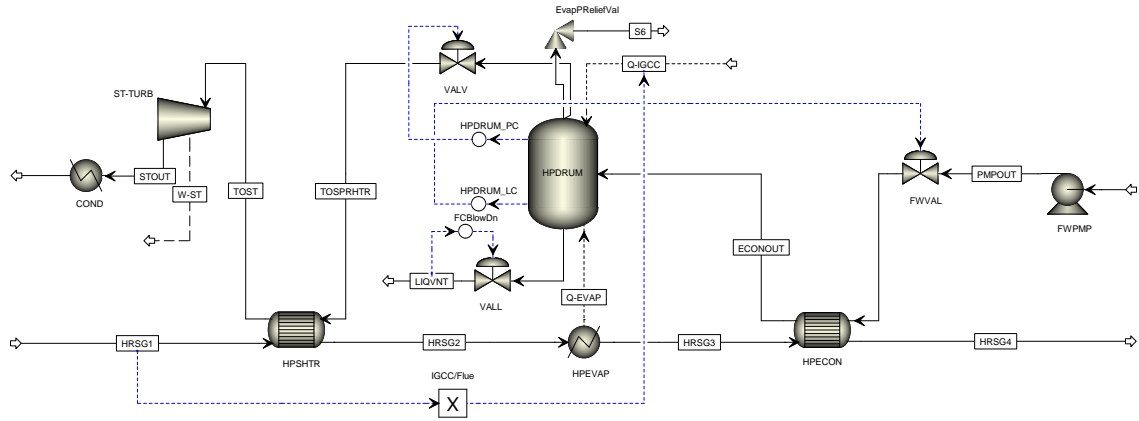 EvapPReliefVal
S6
Q-IGCC
VALV
ST-TURB
HPDRUM_PC
HPDRUM
STOUT
COND
W-ST
TOST
TOSPRHTR
HPDRUM_LC
FCBlowDn
PMPOUT
FWVAL
FWPMP
ECONOUT
LIQVNT
VALL
Q-EVAP
HRSG1
HPSHTR
HRSG2
HPEVAP
HRSG3
HPECON
HRSG4
IGCC/Flue
X